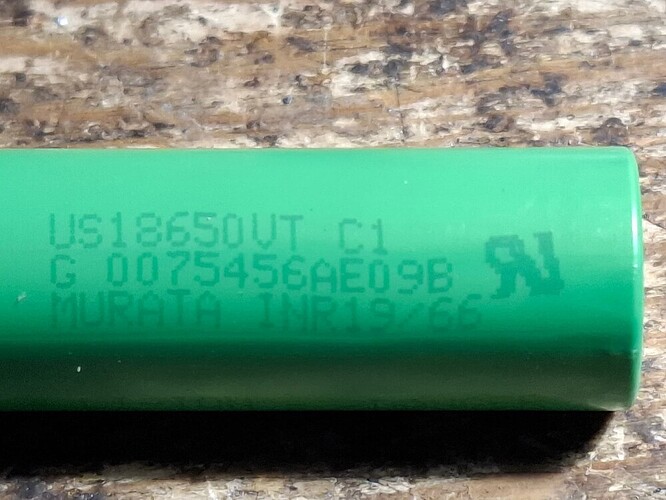 US18650VT C1
G 0075456AE09B
MURATA INR19/66